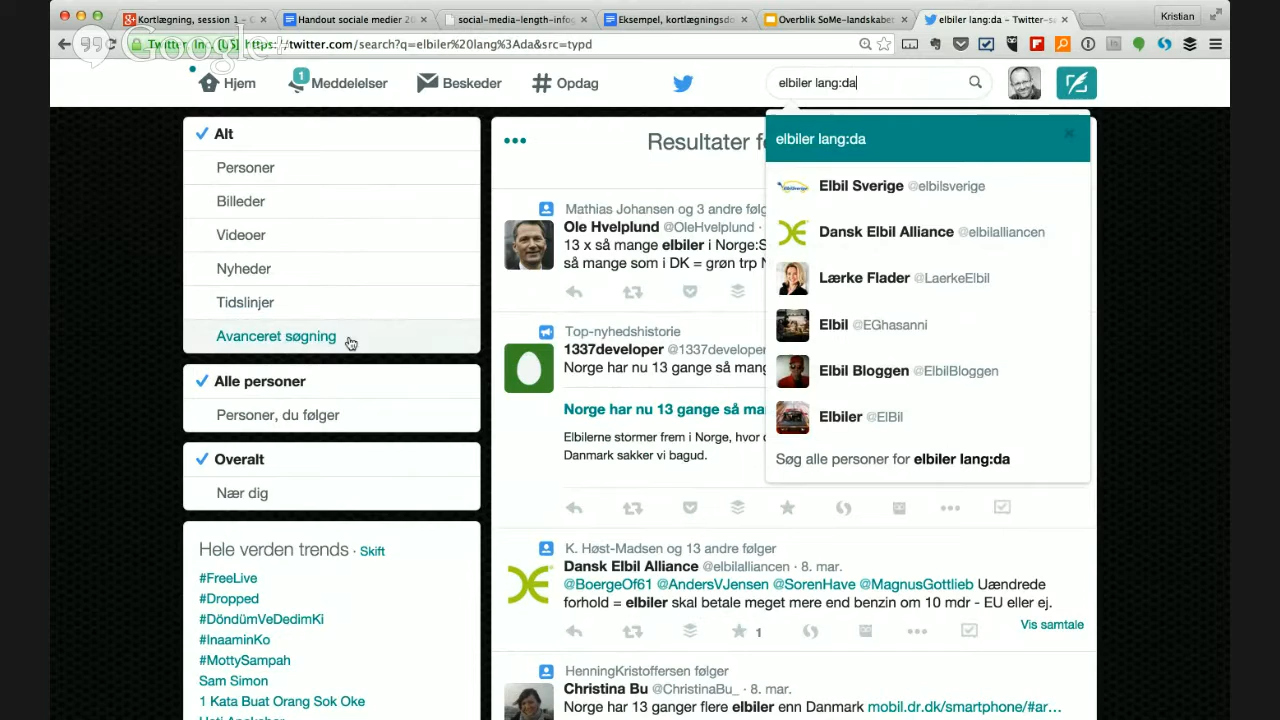 Kortlægning, session 1 - G
Handout sociale medier 20
social-media-length-infog
Eksempel, kortlægningsdo
Overblik SoMe-landskabet
elbiler lang:da - Twitter-sø
Kristian
Google+
Twitter, Inc. [US] https://twitter.com/search?q=elbiler%20lang%3Ada&src=typd
Hjem
1
Meddelelser
Beskeder
Opdag
elbiler lang:da
Alt
Personer
Billeder
Videoer
Nyheder
Tidslinjer
Avanceret søgning
Alle personer
Personer, du følger
Overalt
Nær dig
Hele verden trends · Skift
#FreeLive
#Dropped
#DöndümVeDedimKi
#InaaminKo
#MottySampah
Sam Simon
1 Kata Buat Orang Sok Oke
Resultater f
Mathias Johansen og 3 andre følg
Ole Hvelplund @OleHvelplund ·
13 x så mange elbiler i Norge:S
så mange som i DK = grøn trp N
Top-nyhedshistorie
1337developer @1337developer
Norge har nu 13 gange så mang
Norge har nu 13 gange så ma
Elbilerne stormer frem i Norge, hvor
Danmark sakker vi bagud.
K. Høst-Madsen og 13 andre følger
Dansk Elbil Alliance @elbilalliancen · 8. mar.
@BoergeOf61 @AndersVJensen @SorenHave @MagnusGottlieb Uændrede
forhold = elbiler skal betale meget mere end benzin om 10 mdr - EU eller ej.
1
Vis samtale
HenningKristoffersen følger
Christina Bu @ChristinaBu_ · 8. mar.
Norge har 13 ganger flere elbiler enn Danmark mobil.dr.dk/smartphone/#ar…
elbiler lang:da
Elbil Sverige @elbilsverige
Dansk Elbil Alliance @elbilalliancen
Lærke Flader @LaerkeElbil
Elbil @EGhasanni
Elbil Bloggen @ElbilBloggen
Elbiler @ElBil
Søg alle personer for elbiler lang:da